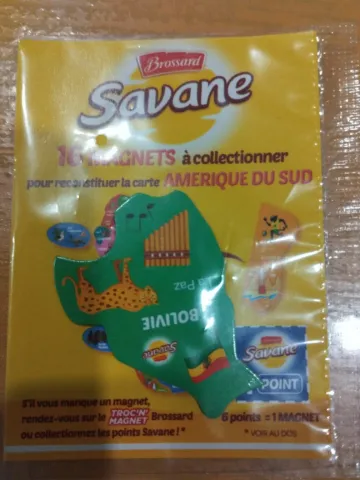 Brossard
Savane
MAGNETS à collectionner
pour reconstituer la carte AMERIQUE DU SUD
Paz
BOLIVIE
Savane
Savane
POINT
S'il vous manque un magnet,
rendez-vous sur le TROC'N' MAGNET Brossard
ou collectionnez les points Savane ! *
6 points = 1 MAGNET
* VOIR AU DOS